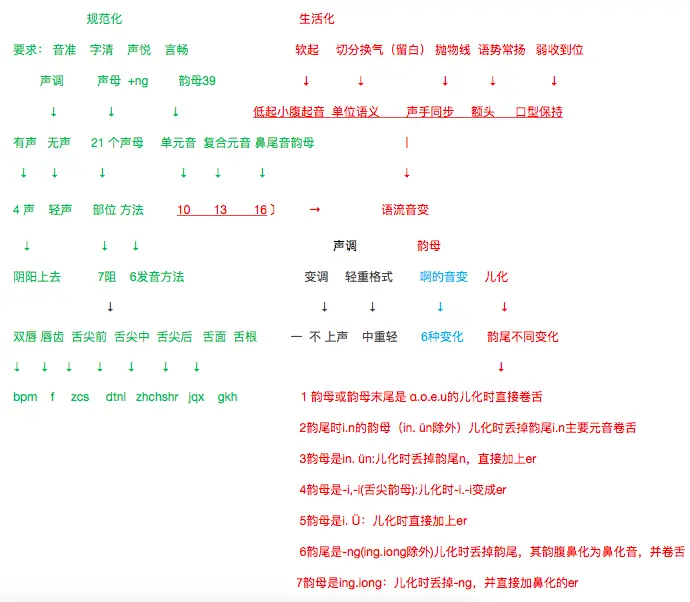 规范化 生活化
要求： 音准 字清 声悦 言畅 软起 切分换气（留白） 抛物线 语势常扬 弱收到位
声调 声母 +ng 韵母39 ↓ ↓ ↓ ↓ ↓
↓ ↓ ↓ 低起小腹起音 单位语义 声手同步 额头 口型保持
有声 无声 21 个声母 单元音 复合元音 鼻尾音韵母 |
↓ ↓ ↓ ↓ ↓ ↓ ↓
4 声 轻声 部位 方法 10 13 16 〕 → 语流音变
↓ ↓ ↓ 声调 韵母
阴阳上去 7阻 6发音方法 变调 轻重格式 啊的音变 儿化
↓ ↓ ↓ ↓ ↓
双唇 唇齿 舌尖前 舌尖中 舌尖后 舌面 舌根 一 不 上声 中重轻 6种变化 韵尾不同变化
↓ ↓ ↓ ↓ ↓ ↓ ↓ ↓
bpm f zcs dtnl zhchshr jqx gkh 1 韵母或韵母末尾是 ɑ.o.e.u的儿化时直接卷舌
2韵尾时i.n的韵母（in. ün除外）儿化时丢掉韵尾i.n主要元音卷舌
3韵母是in. ün:儿化时丢掉韵尾n，直接加上er
4韵母是-i,-i(舌尖韵母):儿化时-i.-i变成er
5韵母是i. Ü：儿化时直接加上er
6韵尾是-ng(ing.iong除外)儿化时丢掉韵尾，其韵腹鼻化为鼻化音，并卷舌
7韵母是ing.iong：儿化时丢掉-ng，并直接加鼻化的er